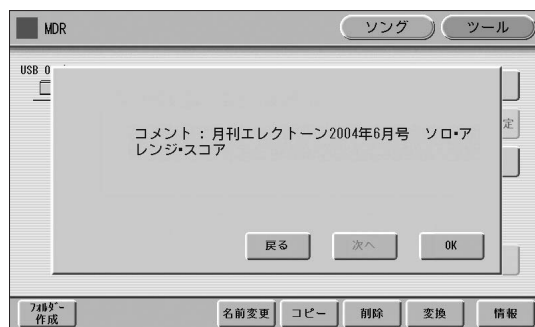 MDR
ソング
ツール
USB 0
定
コメント：月刊エレクトーン2004年6月号　ソロ・ア
レンジ・スコア
戻る
次へ
OK
ﾌｫﾙﾀﾞｰ
作成
名前変更
コピー
削除
変換
情報